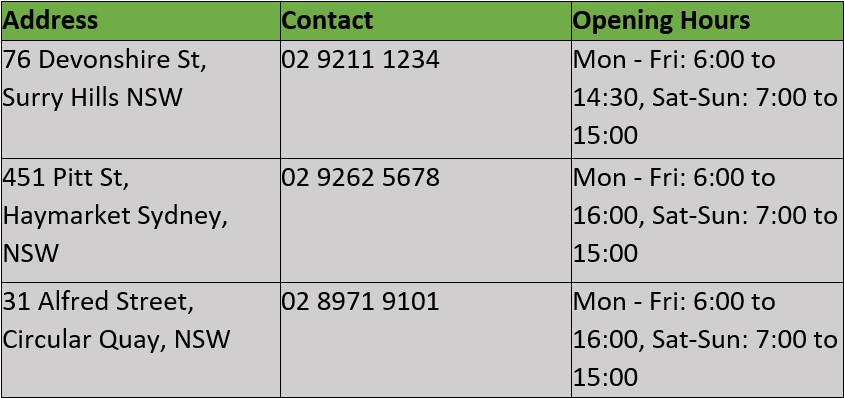 Address Contact Opening Hours
76 Devonshire St, 02 9211 1234 Mon - Fri: 6:00 to
Surry Hills NSW 14:30, Sat-Sun: 7:00 to
15:00
451 Pitt St, 02 9262 5678 Mon - Fri: 6:00 to
Haymarket Sydney, 16:00, Sat-Sun: 7:00 to
NSW 15:00
31 Alfred Street, 02 8971 9101 Mon - Fri: 6:00 to
Circular Quay, NSW 16:00, Sat-Sun: 7:00 to
15:00